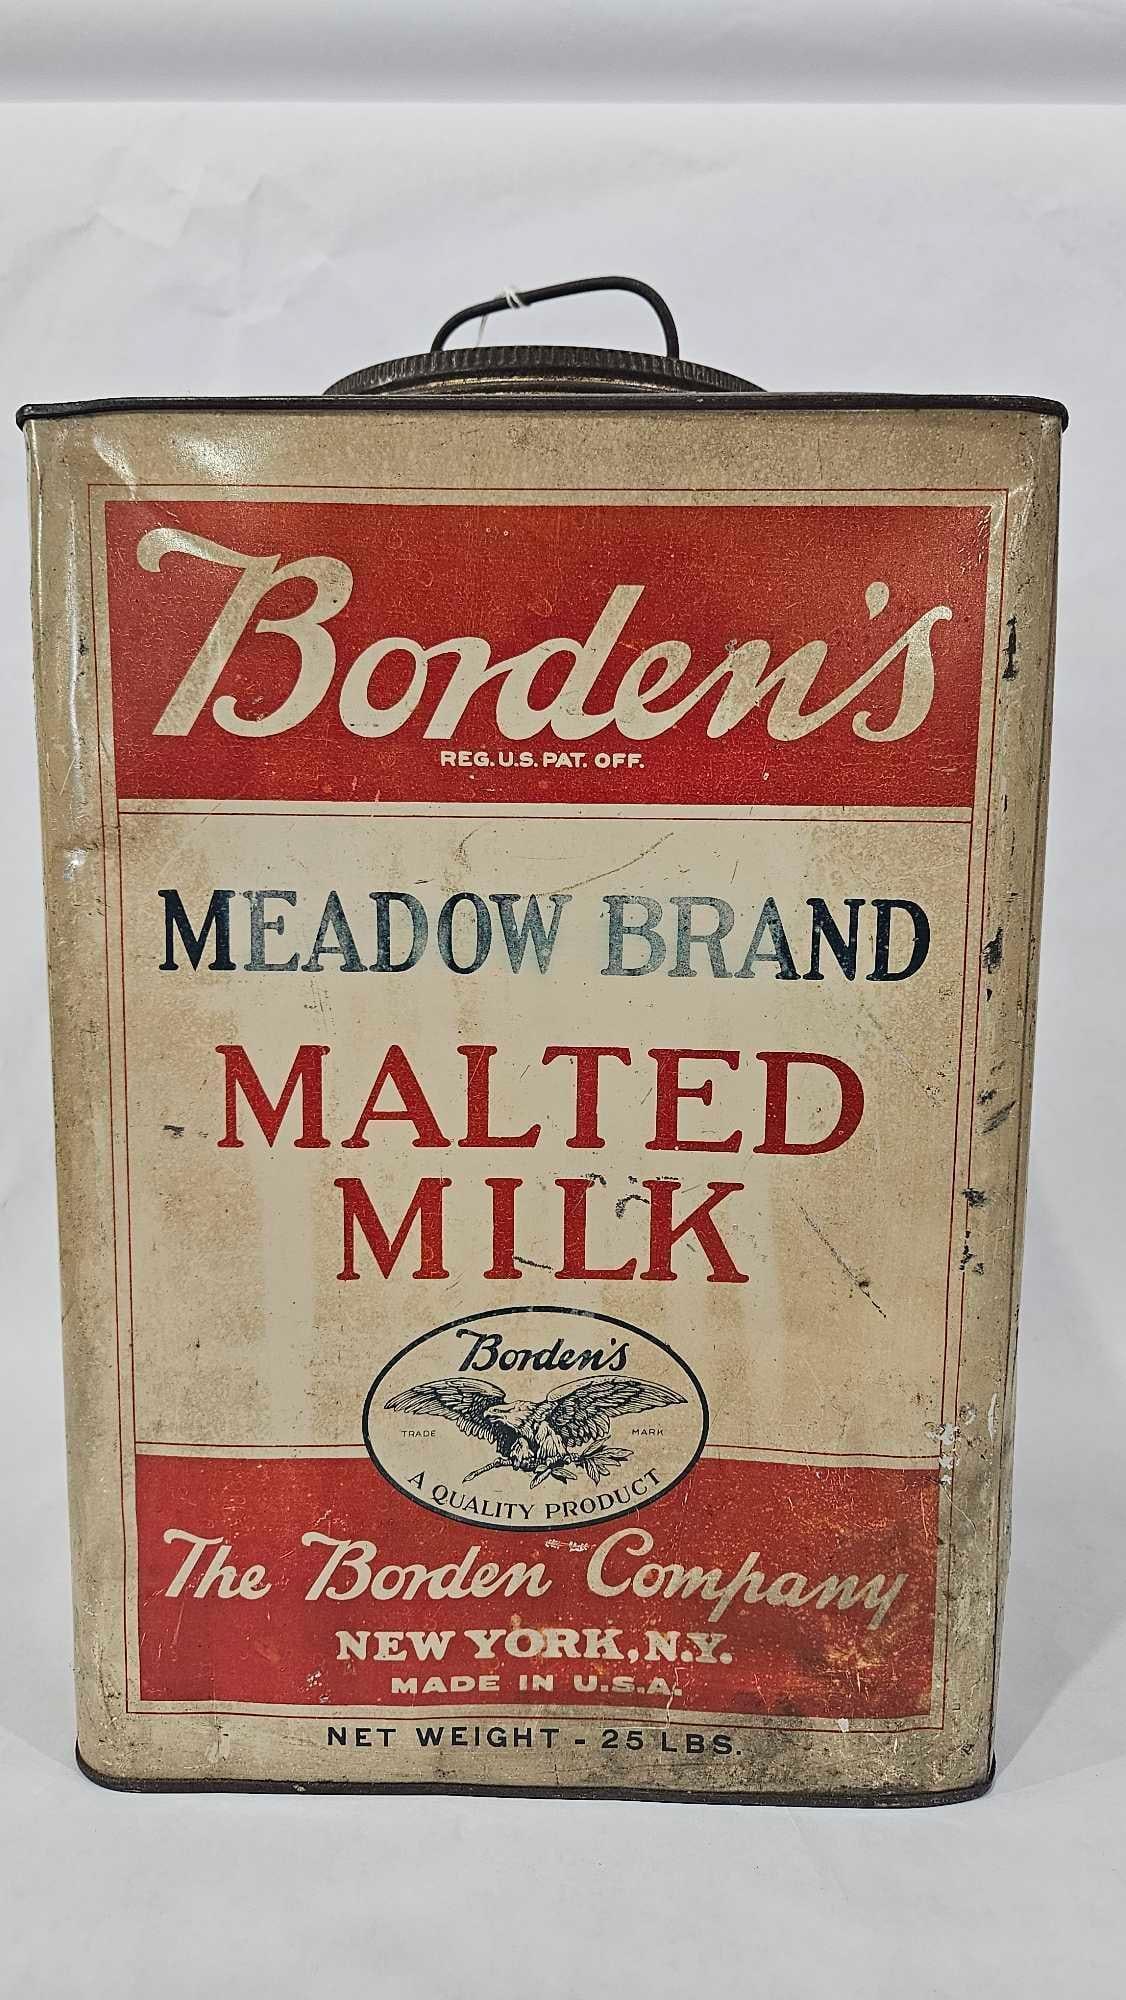 Borden's
REG. U.S. PAT. OFF.
MEADOW BRAND
MALTED
MILK
Borden's
TRADE MARK
A QUALITY PRODUCT
The Borden Company
NEW YORK, N.Y.
MADE IN U.S.A.
NET WEIGHT - 25 LBS.